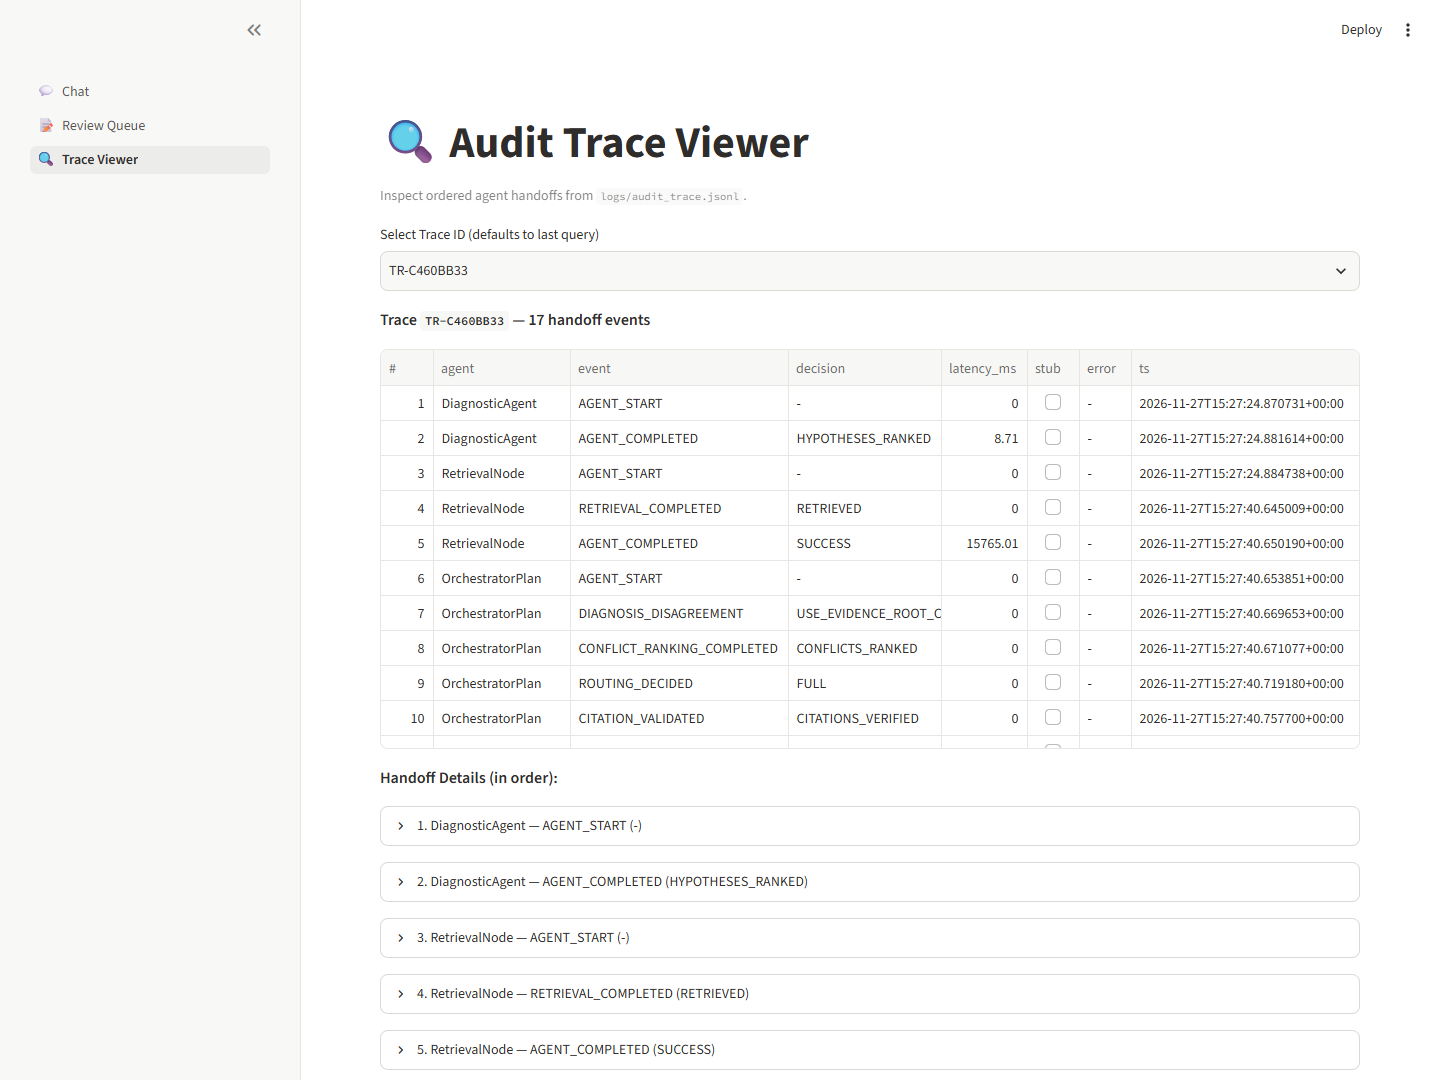 Deploy
Chat
Review Queue
Trace Viewer
Audit Trace Viewer
Inspect ordered agent handoffs from logs/audit_trace.jsonl .
Select Trace ID (defaults to last query)
TR-C460BB33
Trace TR-C460BB33 — 17 handoff events
# agent event decision latency_ms stub error ts
1 DiagnosticAgent AGENT_START - 0 - 2026-11-27T15:27:24.870731+00:00
2 DiagnosticAgent AGENT_COMPLETED HYPOTHESES_RANKED 8.71 - 2026-11-27T15:27:24.881614+00:00
3 RetrievalNode AGENT_START - 0 - 2026-11-27T15:27:24.884738+00:00
4 RetrievalNode RETRIEVAL_COMPLETED RETRIEVED 0 - 2026-11-27T15:27:40.645009+00:00
5 RetrievalNode AGENT_COMPLETED SUCCESS 15765.01 - 2026-11-27T15:27:40.650190+00:00
6 OrchestratorPlan AGENT_START - 0 - 2026-11-27T15:27:40.653851+00:00
7 OrchestratorPlan DIAGNOSIS_DISAGREEMENT USE_EVIDENCE_ROOT_C 0 - 2026-11-27T15:27:40.669653+00:00
8 OrchestratorPlan CONFLICT_RANKING_COMPLETED CONFLICTS_RANKED 0 - 2026-11-27T15:27:40.671077+00:00
9 OrchestratorPlan ROUTING_DECIDED FULL 0 - 2026-11-27T15:27:40.719180+00:00
10 OrchestratorPlan CITATION_VALIDATED CITATIONS_VERIFIED 0 - 2026-11-27T15:27:40.757700+00:00
Handoff Details (in order):
1. DiagnosticAgent — AGENT_START (-)
2. DiagnosticAgent — AGENT_COMPLETED (HYPOTHESES_RANKED)
3. RetrievalNode — AGENT_START (-)
4. RetrievalNode — RETRIEVAL_COMPLETED (RETRIEVED)
5. RetrievalNode — AGENT_COMPLETED (SUCCESS)